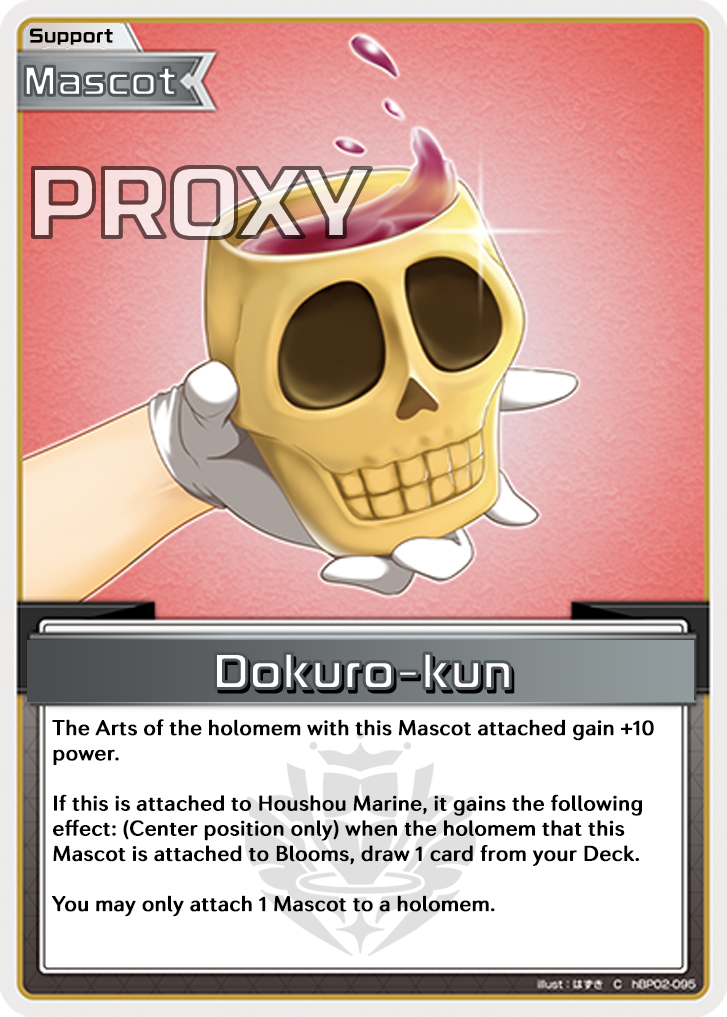 Support
Mascot
PROXY
Dokuro-kun
The Arts of the holomem with this Mascot attached gain +10
power.
If this is attached to Houshou Marine, it gains the following
effect: (Center position only) when the holomem that this
Mascot is attached to Blooms, draw 1 card from your Deck.
You may only attach 1 Mascot to a holomem.
illust : はずき C hBP02-095